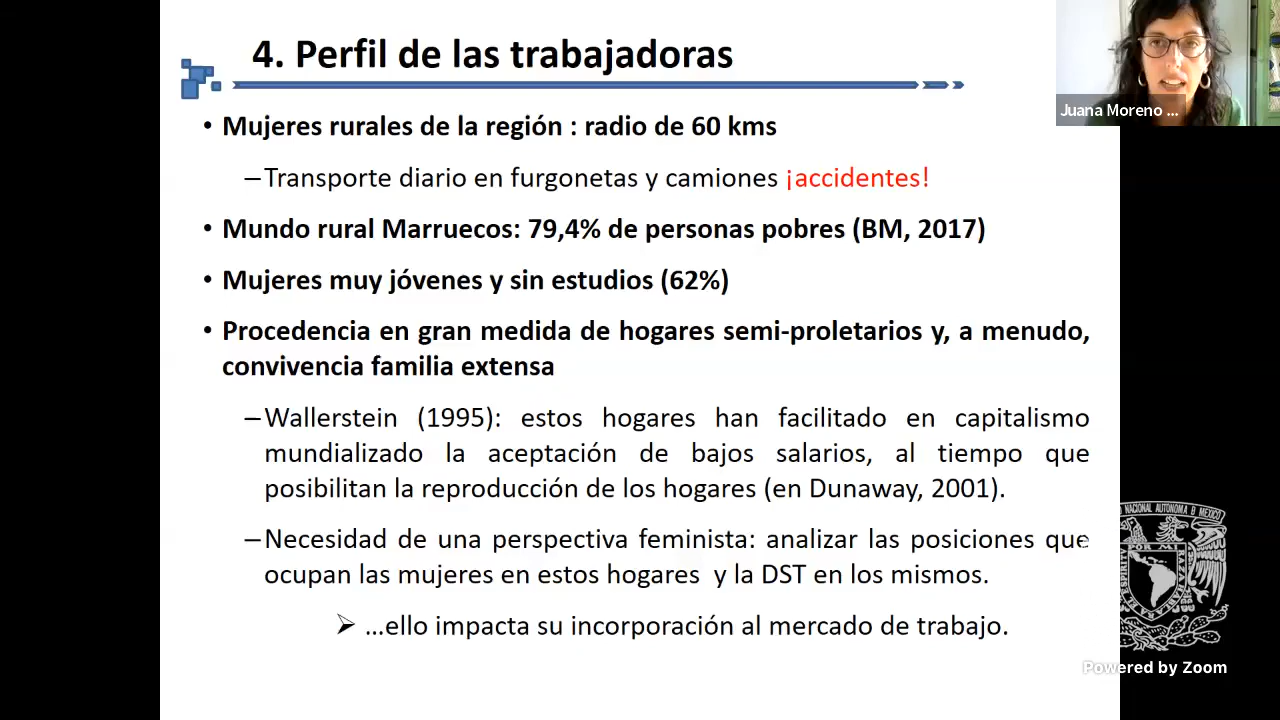 4. Perfil de las trabajadoras
Juana Moreno ...
• Mujeres rurales de la región : radio de 60 kms
–Transporte diario en furgonetas y camiones ¡accidentes!
• Mundo rural Marruecos: 79,4% de personas pobres (BM, 2017)
• Mujeres muy jóvenes y sin estudios (62%)
• Procedencia en gran medida de hogares semi-proletarios y, a menudo,
convivencia familia extensa
–Wallerstein (1995): estos hogares han facilitado en capitalismo
mundializado la aceptación de bajos salarios, al tiempo que
posibilitan la reproducción de los hogares (en Dunaway, 2001).
–Necesidad de una perspectiva feminista: analizar las posiciones que
ocupan las mujeres en estos hogares y la DST en los mismos.
➢ …ello impacta su incorporación al mercado de trabajo.
NACIONAL AUTÓNOMA
POR MI
Powered by Zoom